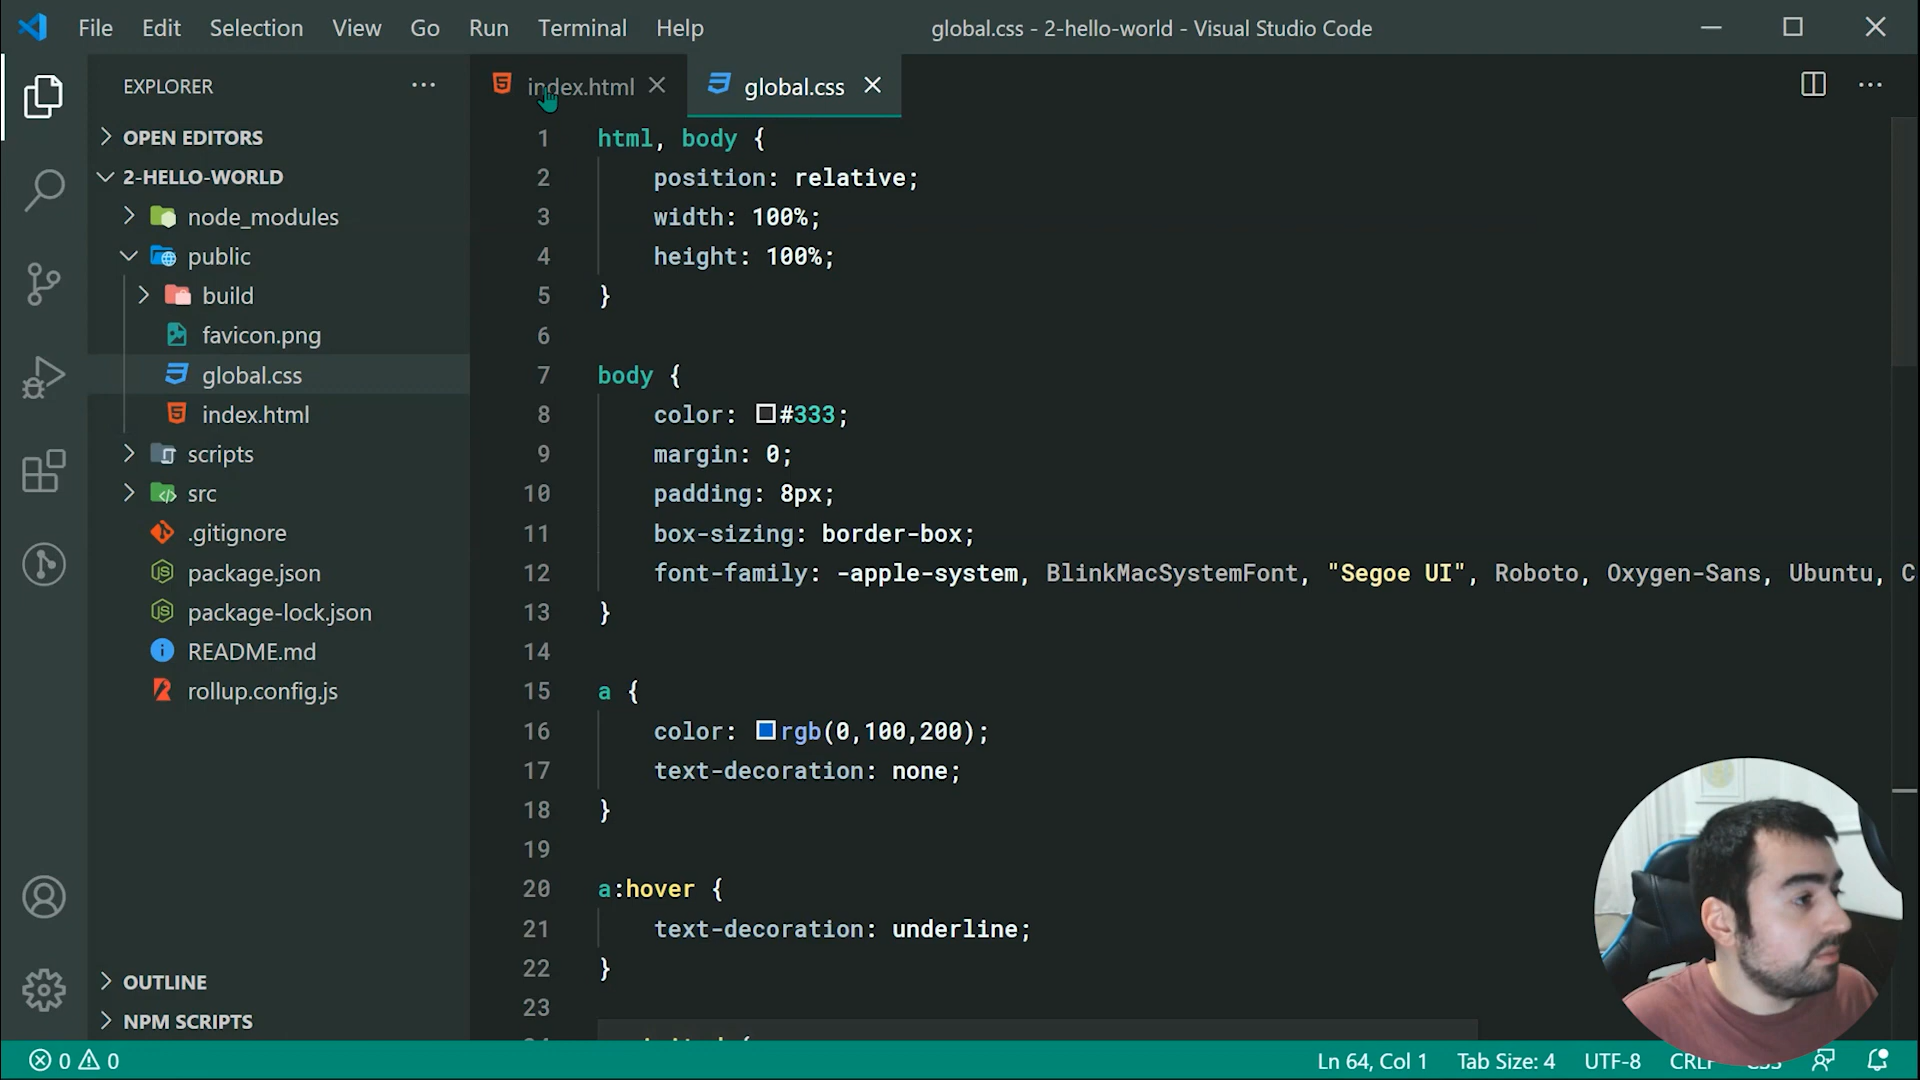 File Edit Selection View Go Run Terminal Help
global.css - 2-hello-world - Visual Studio Code
EXPLORER
OPEN EDITORS
2-HELLO-WORLD
node_modules
public
build
favicon.png
global.css
index.html
scripts
src
.gitignore
package.json
package-lock.json
README.md
rollup.config.js
OUTLINE
NPM SCRIPTS
index.html
global.css
1 html, body {
2 position: relative;
3 width: 100%;
4 height: 100%;
5 }
6
7 body {
8 color: #333;
9 margin: 0;
10 padding: 8px;
11 box-sizing: border-box;
12 font-family: -apple-system, BlinkMacSystemFont, "Segoe UI", Roboto, Oxygen-Sans, Ubuntu, C
13 }
14
15 a {
16 color: rgb(0,100,200);
17 text-decoration: none;
18 }
19
20 a:hover {
21 text-decoration: underline;
22 }
23
0 0
Ln 64, Col 1 Tab Size: 4 UTF-8 CRLF CSS